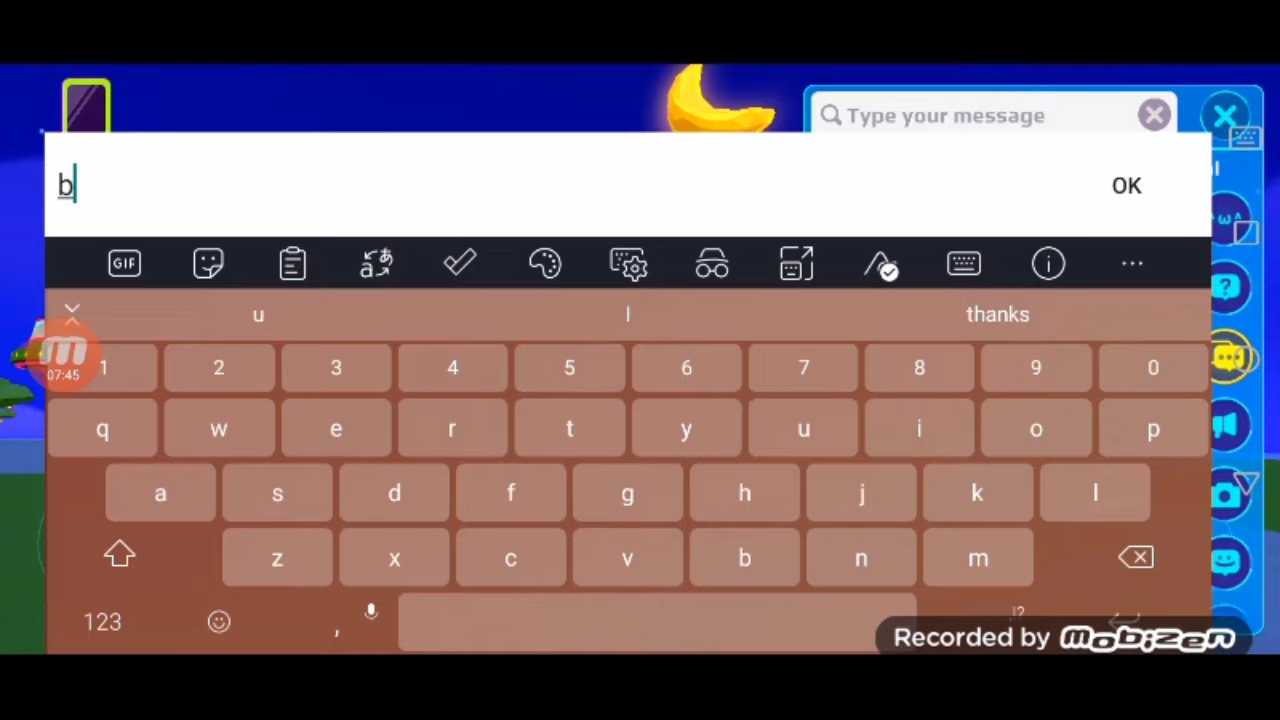 Type your message
b
OK
GIF
u l thanks
1 2 3 4 5 6 7 8 9 0
07:45
q w e r t y u i o p
a s d f g h j k l
z x c v b n m
123 , !?
Recorded by mobizen